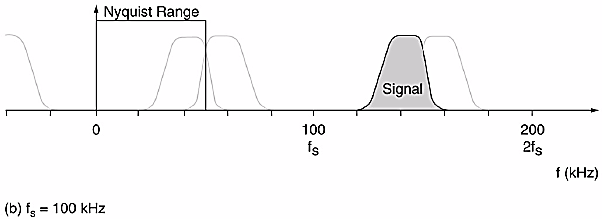 Nyquist Range
Signal
0 100 200
fs 2fs
f (kHz)
(b) fs = 100 kHz